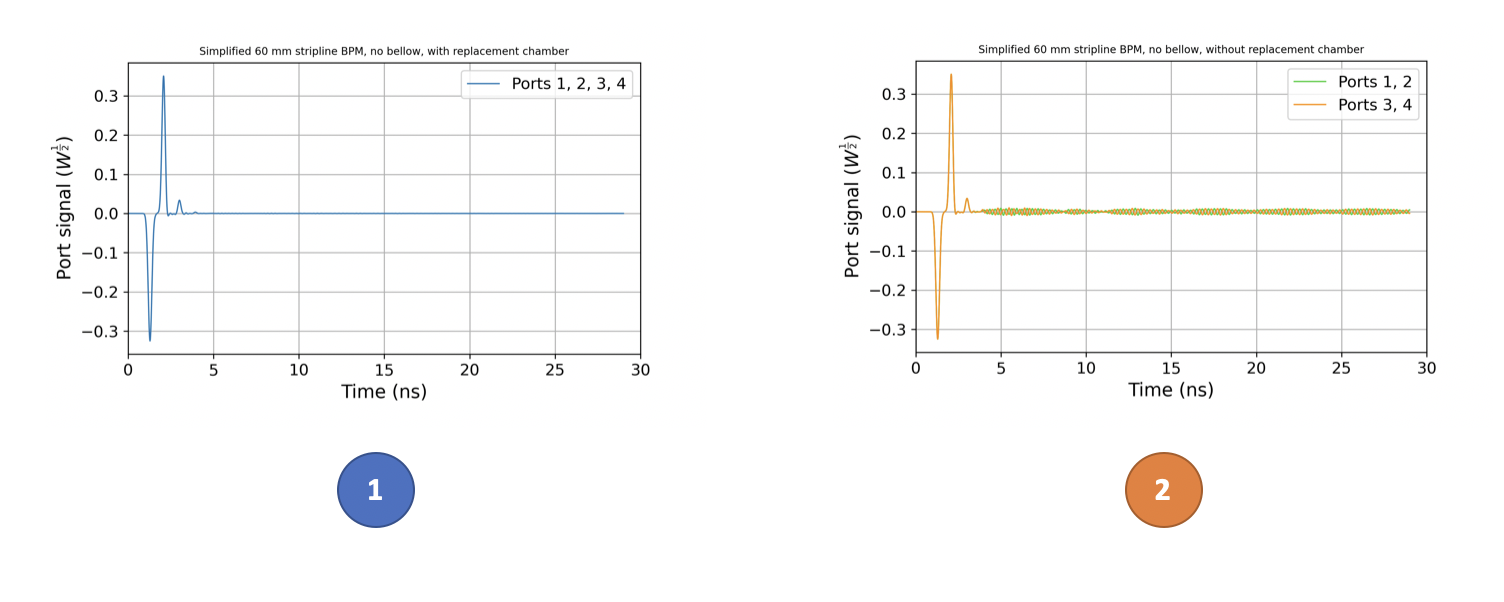 Simplified 60 mm stripline BPM, no bellow, with replacement chamber
Ports 1, 2, 3, 4
Port signal (W^{1/2})
0.3
0.2
0.1
0.0
−0.1
−0.2
−0.3
0 5 10 15 20 25 30
Time (ns)
1
Simplified 60 mm stripline BPM, no bellow, without replacement chamber
Ports 1, 2
Ports 3, 4
Port signal (W^{1/2})
0.3
0.2
0.1
0.0
−0.1
−0.2
−0.3
0 5 10 15 20 25 30
Time (ns)
2